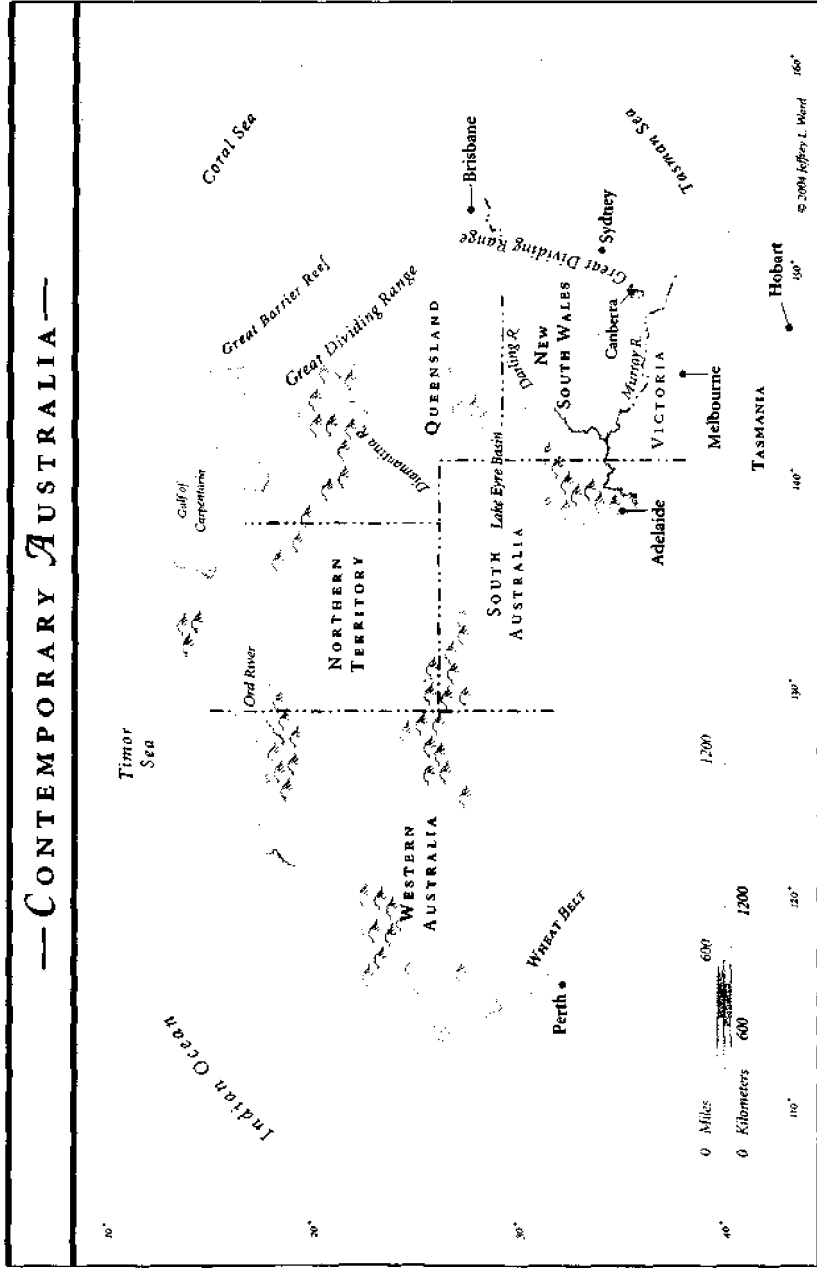 —CONTEMPORARY AUSTRALIA—
Timor
Sea
Coral Sea
Indian Ocean
Gulf of
Carpentaria
Great Barrier Reef
Great Dividing Range
Ord River
NORTHERN
TERRITORY
Diamantina R.
QUEENSLAND
WESTERN
AUSTRALIA
SOUTH
AUSTRALIA
Lake Eyre Basin
Darling R.
NEW
SOUTH WALES
Great Dividing Range
Brisbane
Sydney
Canberra
Murray R.
VICTORIA
Melbourne
Adelaide
Perth
WHEAT BELT
Tasman Sea
TASMANIA
Hobart
10°
20°
30°
40°
0 Miles 600 1200
0 Kilometers 600 1200
110° 120° 130° 140° 150° 160°
© 2004 Jeffrey L. Ward